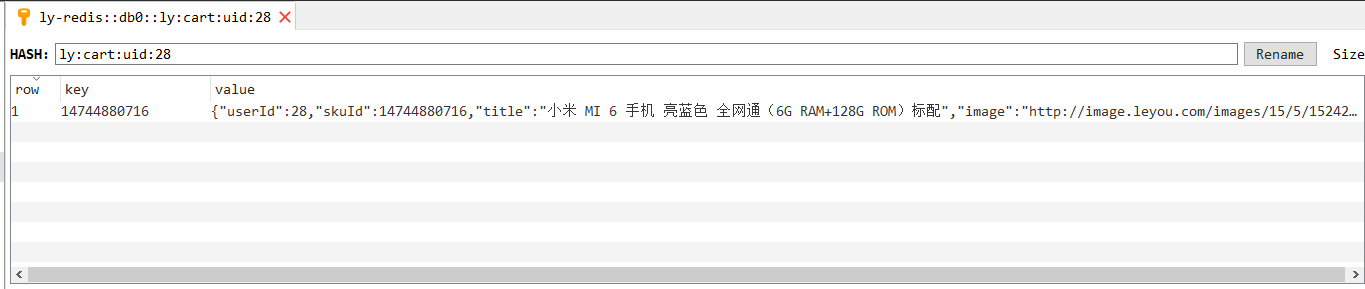 ly-redis::db0::ly:cart:uid:28
HASH: ly:cart:uid:28 Rename Size
row key value
1 14744880716 {"userId":28,"skuId":14744880716,"title":"小米 MI 6 手机 亮蓝色 全网通（6G RAM+128G ROM）标配","image":"http://image.leyou.com/images/15/5/15242…